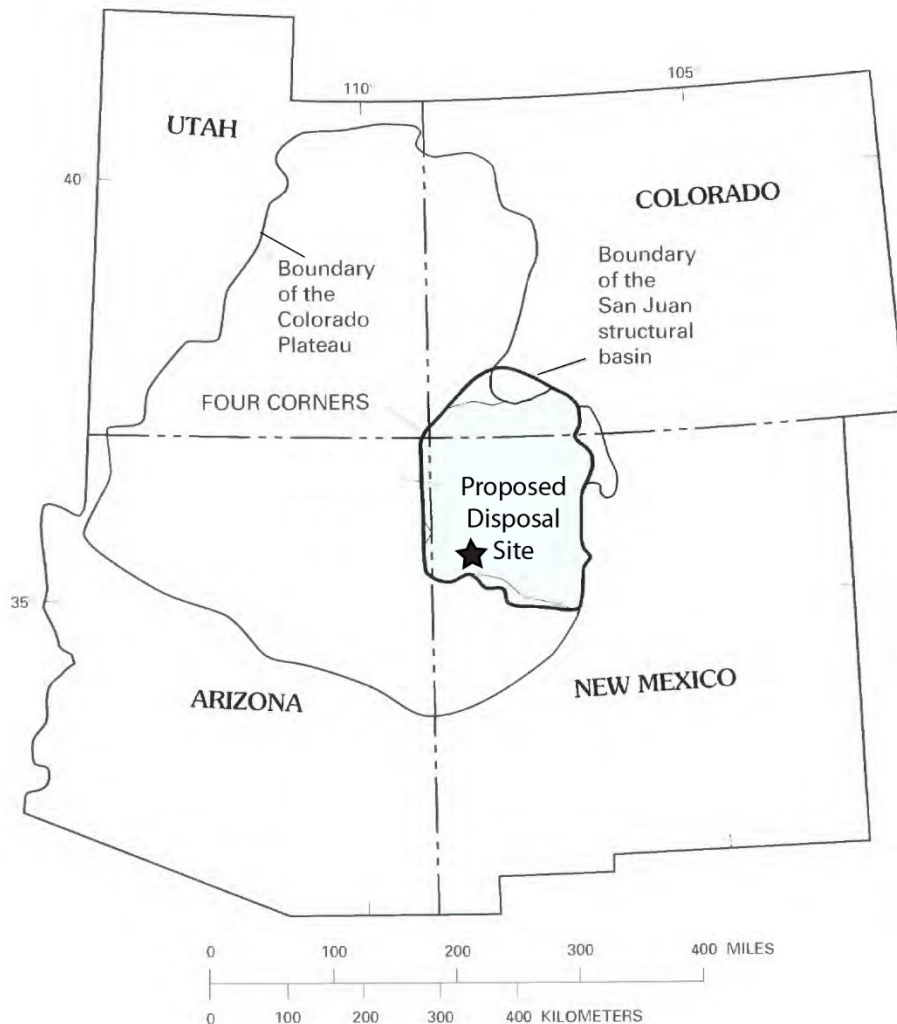 105°
110°
UTAH
40°
COLORADO
Boundary
of the
San Juan
structural
basin
Boundary
of the
Colorado
Plateau
FOUR CORNERS
Proposed
Disposal
Site
35°
NEW MEXICO
ARIZONA
0 100 200 300 400 MILES
0 100 200 300 400 KILOMETERS